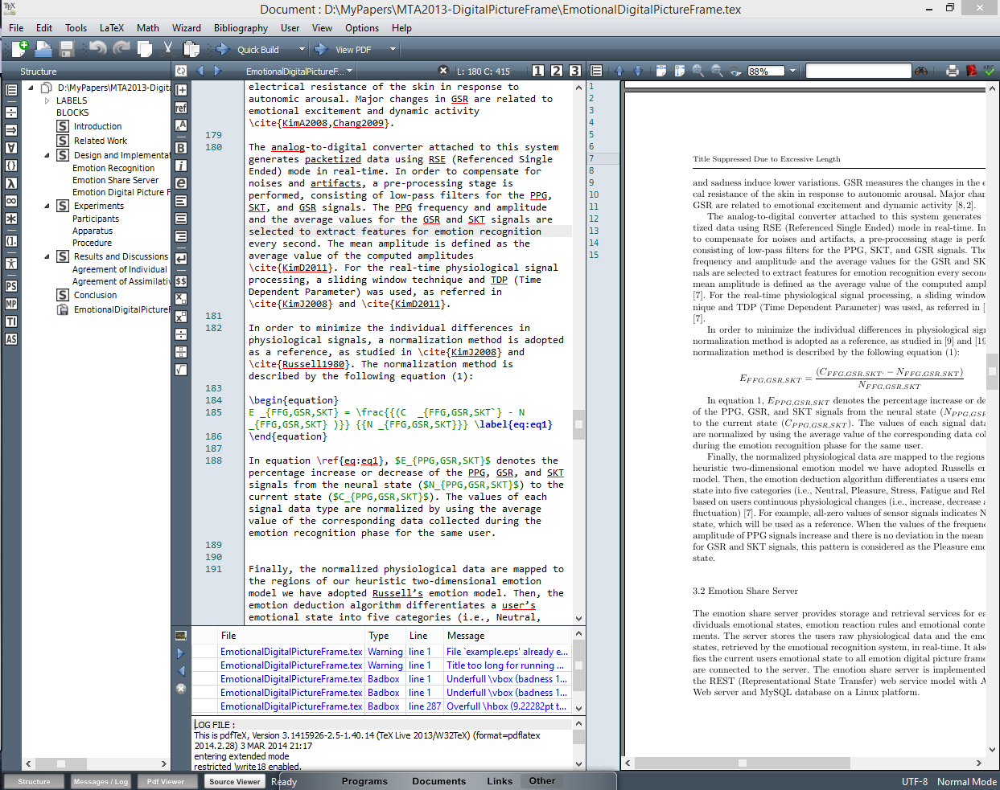 Document : D:\MyPapers\MTA2013-DigitalPictureFrame\EmotionalDigitalPictureFrame.tex
File Edit Tools LaTeX Math Wizard Bibliography User View Options Help
Quick Build View PDF
Structure
EmotionalDigitalPictureF...
L: 180 C: 415
1 2 3
88%
D:\MyPapers\MTA2013-Digita
LABELS
BLOCKS
S Introduction
S Related Work
S Design and Implementat
Emotion Recognition
Emotion Share Server
Emotion Digital Picture F
S Experiments
Participants
Apparatus
Procedure
S Results and Discussions
Agreement of Individual
Agreement of Assimilativ
S Conclusion
EmotionalDigitalPictureF
PS
MP
TI
AS
ref
B
i
e
$$
electrical resistance of the skin in response to
autonomic arousal. Major changes in GSR are related to
emotional excitement and dynamic activity
\cite{KimA2008,Chang2009}.
179
180 The analog-to-digital converter attached to this system
generates packetized data using RSE (Referenced Single
Ended) mode in real-time. In order to compensate for
noises and artifacts, a pre-processing stage is
performed, consisting of low-pass filters for the PPG,
SKT, and GSR signals. The PPG frequency and amplitude
and the average values for the GSR and SKT signals are
selected to extract features for emotion recognition
every second. The mean amplitude is defined as the
average value of the computed amplitudes
\cite{KimD2011}. For the real-time physiological signal
processing, a sliding window technique and TDP (Time
Dependent Parameter) was used, as referred in
\cite{KimJ2008} and \cite{KimD2011}.
181
182 In order to minimize the individual differences in
physiological signals, a normalization method is adopted
as a reference, as studied in \cite{KimJ2008} and
\cite{Russell1980}. The normalization method is
described by the following equation (1):
183
184 \begin{equation}
185 E _{FFG,GSR,SKT} = \frac{{(C _{FFG,GSR,SKT`} - N
_{FFG,GSR,SKT} )}} {{N _{FFG,GSR,SKT}}} \label{eq:eq1}
186 \end{equation}
187
188 In equation \ref{eq:eq1}, $E_{PPG,GSR,SKT}$ denotes the
percentage increase or decrease of the PPG, GSR, and SKT
signals from the neural state ($N_{PPG,GSR,SKT}$) to the
current state ($C_{PPG,GSR,SKT}$). The values of each
signal data type are normalized by using the average
value of the corresponding data collected during the
emotion recognition phase for the same user.
189
190
191 Finally, the normalized physiological data are mapped to
the regions of our heuristic two-dimensional emotion
model we have adopted Russell's emotion model. Then, the
emotion deduction algorithm differentiates a user's
emotional state into five categories (i.e., Neutral,
File Type Line Message
EmotionalDigitalPictureFrame.tex Warning line 1 File `example.eps' already e...
EmotionalDigitalPictureFrame.tex Warning line 1 Title too long for running ...
EmotionalDigitalPictureFrame.tex Badbox line 1 Underfull \vbox (badness 1...
EmotionalDigitalPictureFrame.tex Badbox line 1 Underfull \vbox (badness 1...
EmotionalDigitalPictureFrame.tex Badbox line 287 Overfull \hbox (9.22282pt t...
LOG FILE :
This is pdfTeX, Version 3.1415926-2.5-1.40.14 (TeX Live 2013/W32TeX) (format=pdflatex
2014.2.28) 3 MAR 2014 21:17
entering extended mode
restricted \write18 enabled.
1
2
3
4
5
6
7
8
9
10
11
12
13
14
15
Title Suppressed Due to Excessive Length
and sadness induce lower variations. GSR measures the changes in the e
cal resistance of the skin in response to autonomic arousal. Major chan
GSR are related to emotional excitement and dynamic activity [8,2].
The analog-to-digital converter attached to this system generates
tized data using RSE (Referenced Single Ended) mode in real-time. In
to compensate for noises and artifacts, a pre-processing stage is perfo
consisting of low-pass filters for the PPG, SKT, and GSR signals. The
frequency and amplitude and the average values for the GSR and SK
nals are selected to extract features for emotion recognition every secon
mean amplitude is defined as the average value of the computed ampl
[7]. For the real-time physiological signal processing, a sliding window
nique and TDP (Time Dependent Parameter) was used, as referred in [
[7].
In order to minimize the individual differences in physiological sign
normalization method is adopted as a reference, as studied in [9] and [19
normalization method is described by the following equation (1):
E_{FFG,GSR,SKT} = (C_{FFG,GSR,SKT‘} − N_{FFG,GSR,SKT}) / N_{FFG,GSR,SKT}
In equation 1, E_{PPG,GSR,SKT} denotes the percentage increase or de
of the PPG, GSR, and SKT signals from the neural state (N_{PPG,GSR
to the current state (C_{PPG,GSR,SKT}). The values of each signal data
are normalized by using the average value of the corresponding data col
during the emotion recognition phase for the same user.
Finally, the normalized physiological data are mapped to the regions
heuristic two-dimensional emotion model we have adopted Russells em
model. Then, the emotion deduction algorithm differentiates a users emo
state into five categories (i.e., Neutral, Pleasure, Stress, Fatigue and Rel
based on users continuous physiological changes (i.e., increase, decrease a
fluctuation) [7]. For example, all-zero values of sensor signals indicates N
state, which will be used as a reference. When the values of the frequenc
amplitude of PPG signals increase and there is no deviation in the mean
for GSR and SKT signals, this pattern is considered as the Pleasure emo
state.
3.2 Emotion Share Server
The emotion share server provides storage and retrieval services for ea
dividuals emotional states, emotion reaction rules and emotional conte
ments. The server stores the users raw physiological data and the emo
states, retrieved by the emotional recognition system, in real-time. It als
fies the current users emotional state to all emotion digital picture frame
are connected to the server. The emotion share server is implemented
the REST (Representational State Transfer) web service model with A
Web server and MySQL database on a Linux platform.
Structure Messages / Log Pdf Viewer Source Viewer Ready Programs Documents Links Other UTF-8 Normal Mode